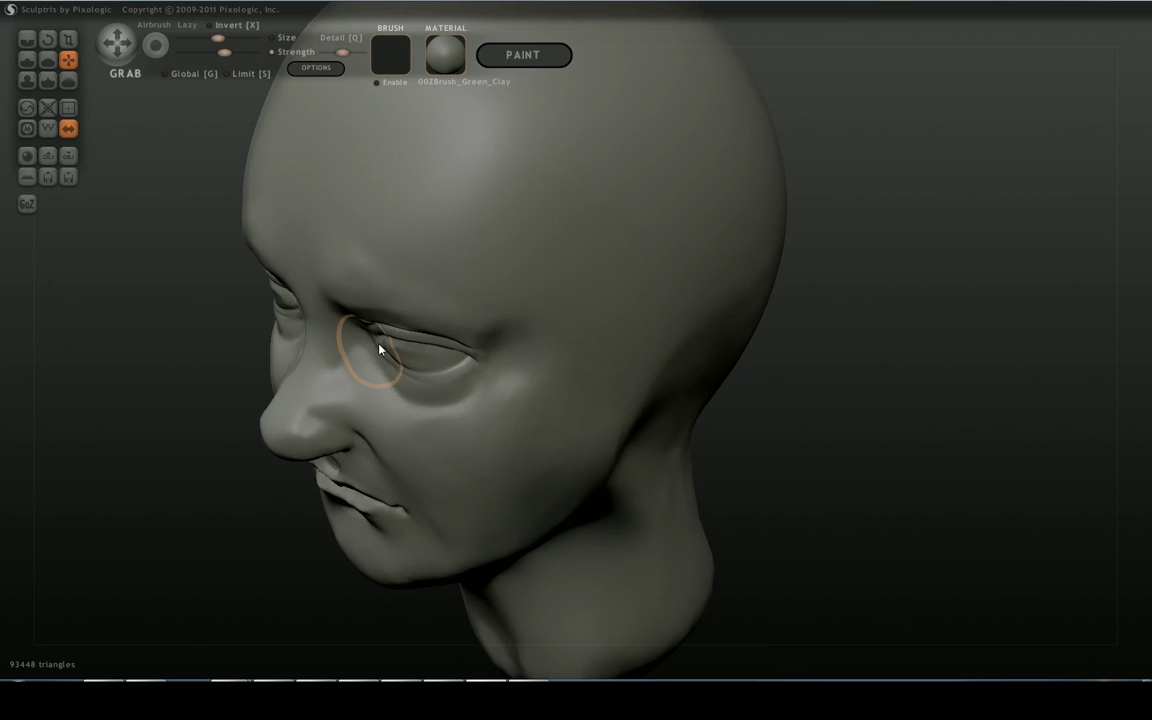 Sculptris by Pixologic Copyright © 2009-2011 Pixologic, Inc.
Airbrush Lazy Invert [X]
Size Detail [Q]
Strength
GRAB
Global [G] Limit [S]
OPTIONS
BRUSH
Enable
MATERIAL
00ZBrush_Green_Clay
PAINT
GoZ
93448 triangles